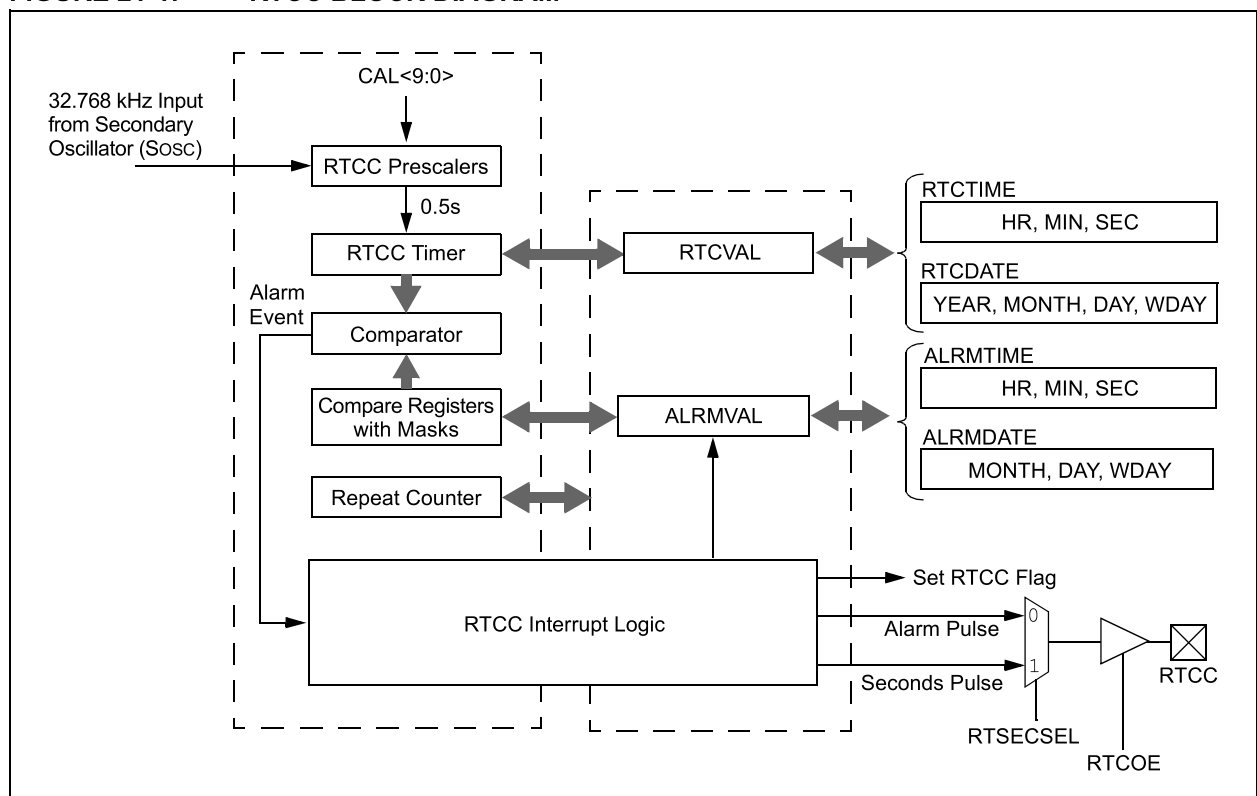 CAL<9:0>
32.768 kHz Input
from Secondary
Oscillator (SOSC)
RTCC Prescalers
0.5s
RTCC Timer
RTCVAL
RTCTIME
HR, MIN, SEC
RTCDATE
YEAR, MONTH, DAY, WDAY
Alarm
Event
Comparator
Compare Registers
with Masks
ALRMVAL
ALRMTIME
HR, MIN, SEC
ALRMDATE
MONTH, DAY, WDAY
Repeat Counter
RTCC Interrupt Logic
Set RTCC Flag
Alarm Pulse
Seconds Pulse
0
1
RTCC
RTSECSEL
RTCOE